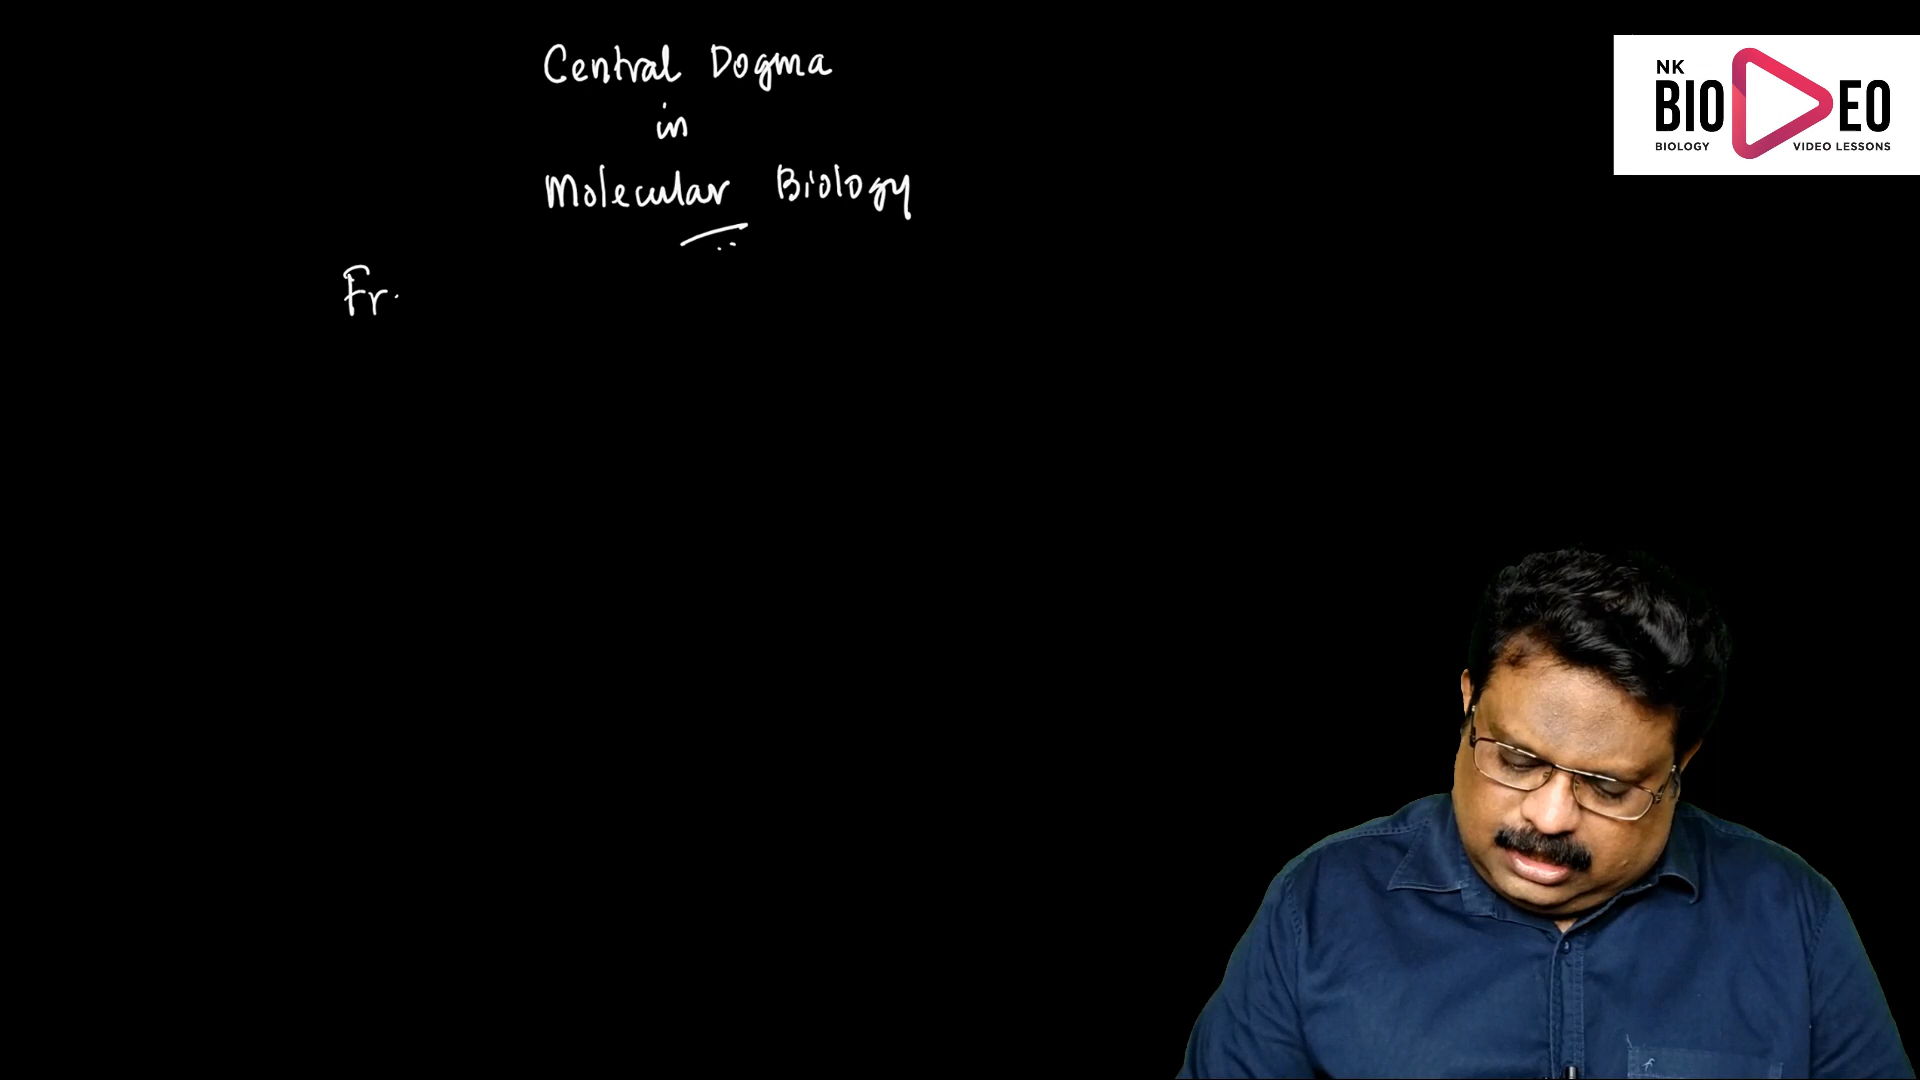 Central Dogma
in
Molecular Biology
Fr.
NK
BIO EO
BIOLOGY VIDEO LESSONS